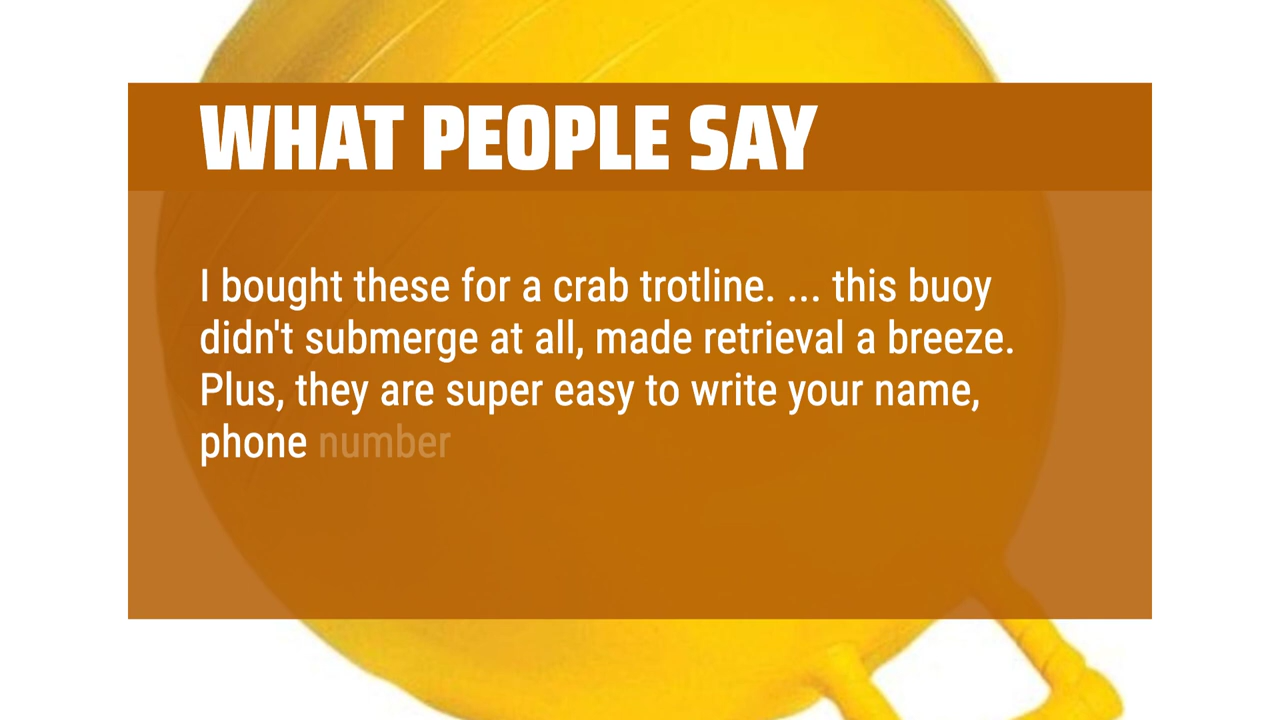 WHAT PEOPLE SAY
I bought these for a crab trotline. ... this buoy
didn't submerge at all, made retrieval a breeze.
Plus, they are super easy to write your name,
phone number